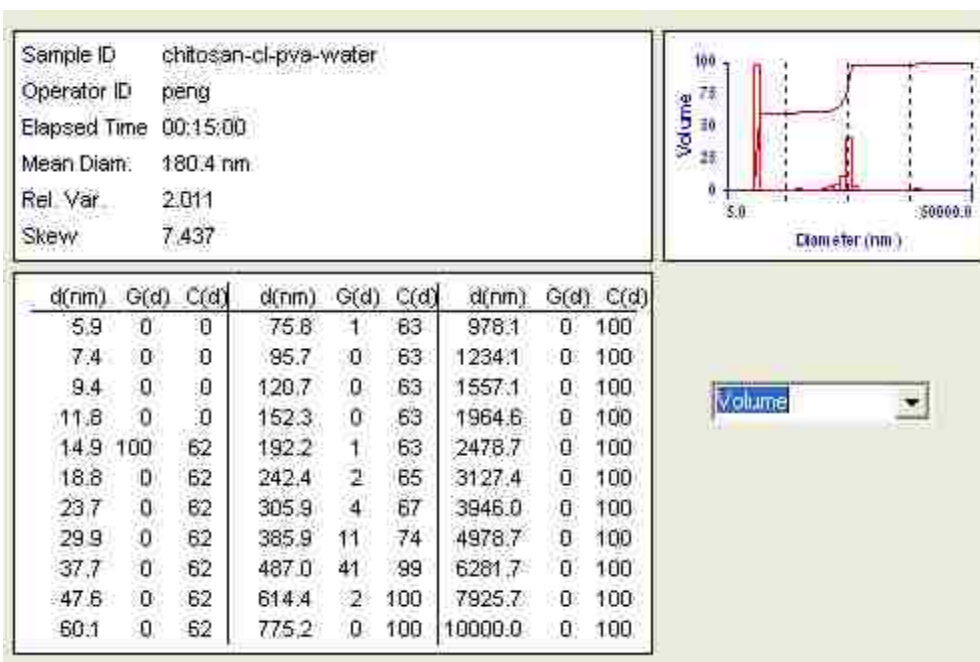 Sample ID chitosan-cl-pva-water
Operator ID peng
Elapsed Time 00:15:00
Mean Diam. 180.4 nm
Rel. Var. 2.011
Skew 7.437
Volume
100
75
50
25
0
5.0 50000.0
Diameter (nm)
d(nm) G(d) C(d) d(nm) G(d) C(d) d(nm) G(d) C(d)
5.9 0 0 75.8 1 63 978.1 0 100
7.4 0 0 95.7 0 63 1234.1 0 100
9.4 0 0 120.7 0 63 1557.1 0 100
11.8 0 0 152.3 0 63 1964.6 0 100
14.9 100 62 192.2 1 63 2478.7 0 100
18.8 0 62 242.4 2 65 3127.4 0 100
23.7 0 62 305.9 4 67 3946.0 0 100
29.9 0 62 385.9 11 74 4978.7 0 100
37.7 0 62 487.0 41 99 6281.7 0 100
47.6 0 62 614.4 2 100 7925.7 0 100
60.1 0 62 775.2 0 100 10000.0 0 100
Volume